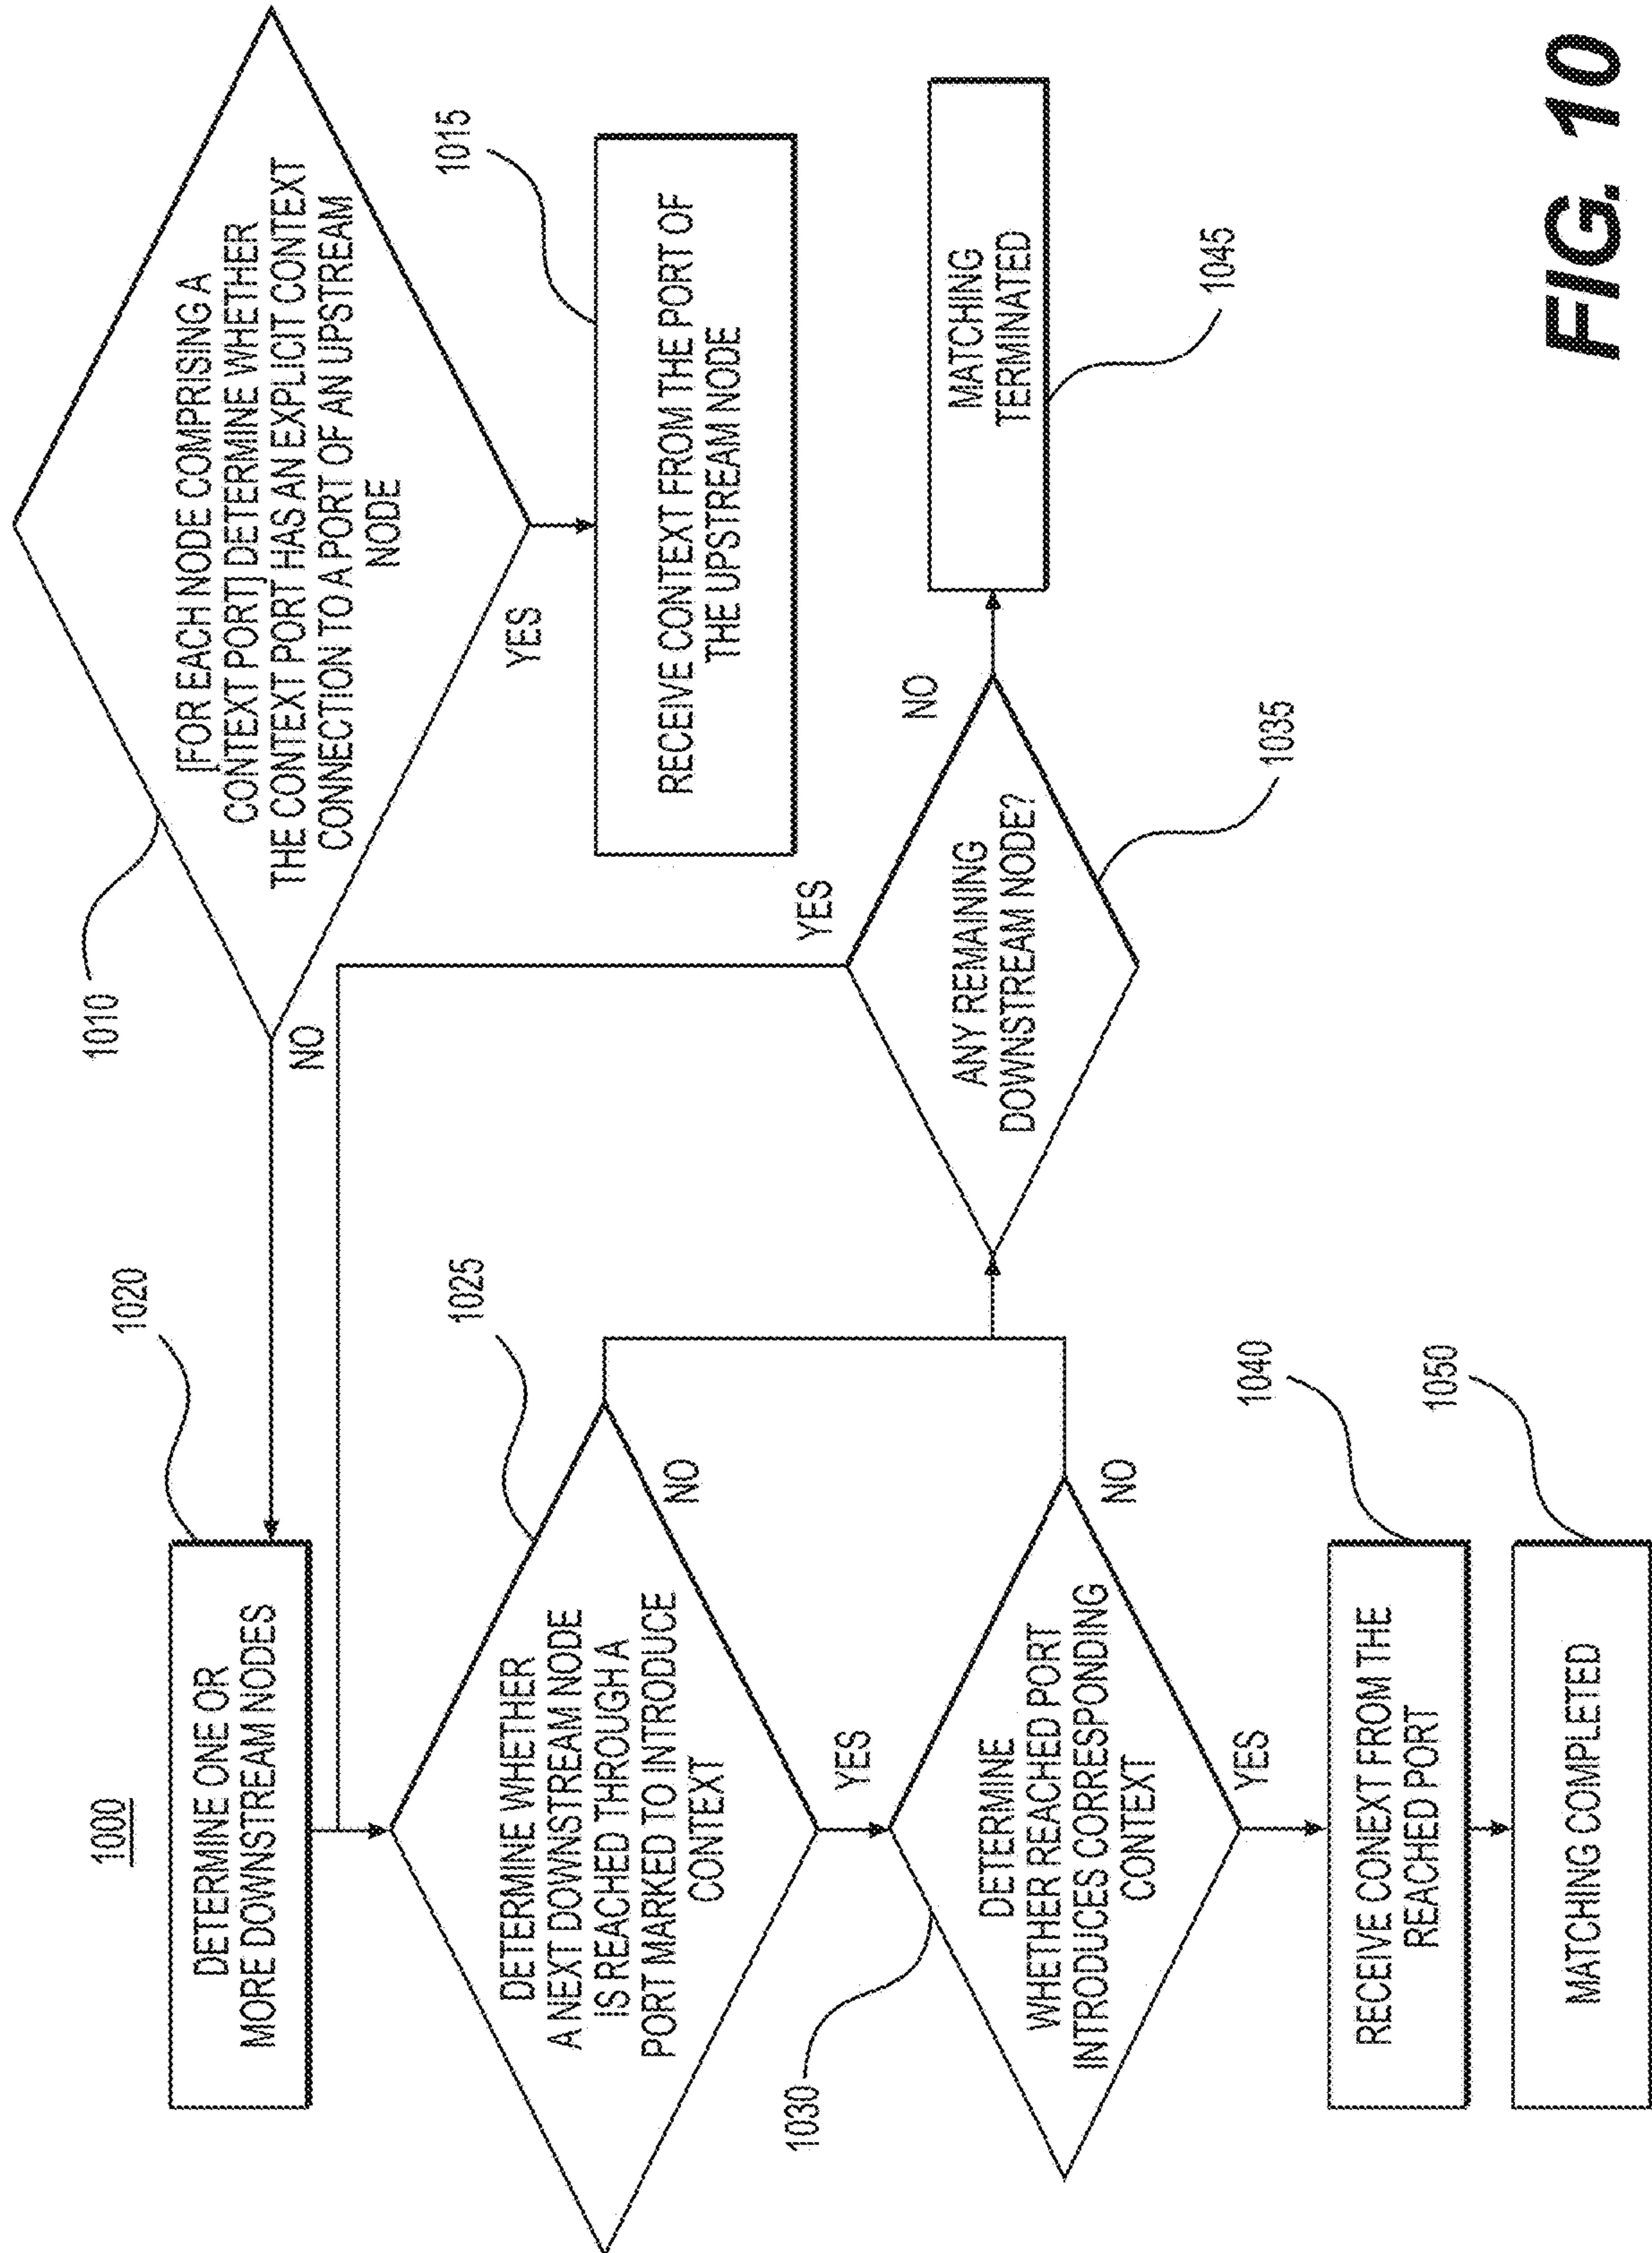 1000
1010
[FOR EACH NODE COMPRISING A
CONTEXT PORT] DETERMINE WHETHER
THE CONTEXT PORT HAS AN EXPLICIT CONTEXT
CONNECTION TO A PORT OF AN UPSTREAM
NODE
NO
YES
1015
RECEIVE CONTEXT FROM THE PORT OF
THE UPSTREAM NODE
1020
DETERMINE ONE OR
MORE DOWNSTREAM NODES
1025
DETERMINE WHETHER
A NEXT DOWNSTREAM NODE
IS REACHED THROUGH A
PORT MARKED TO INTRODUCE
CONTEXT
NO
YES
1030
DETERMINE
WHETHER REACHED PORT
INTRODUCES CORRESPONDING
CONTEXT
NO
YES
1035
ANY REMAINING
DOWNSTREAM NODE?
YES
NO
MATCHING
TERMINATED
1045
1040
RECEIVE CONEXT FROM THE
REACHED PORT
1050
MATCHING COMPLETED
FIG. 10